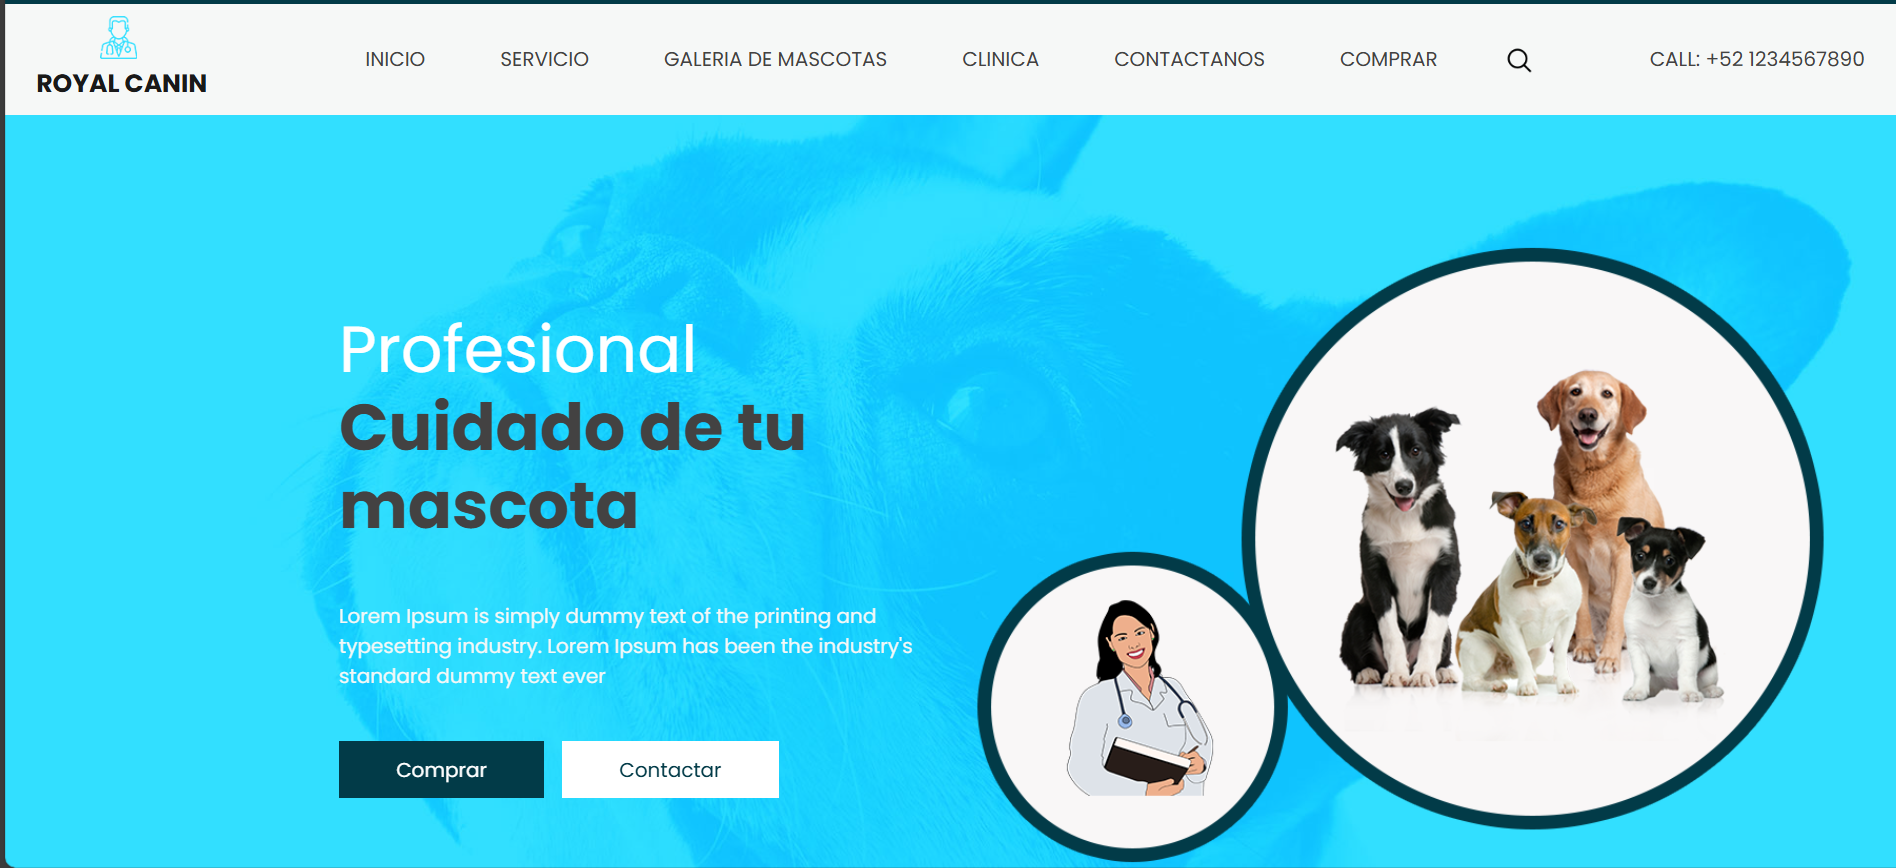 ROYAL CANIN
INICIO
SERVICIO
GALERIA DE MASCOTAS
CLINICA
CONTACTANOS
COMPRAR
CALL: +52 1234567890
Profesional
Cuidado de tu
mascota
Lorem Ipsum is simply dummy text of the printing and
typesetting industry. Lorem Ipsum has been the industry's
standard dummy text ever
Comprar
Contactar